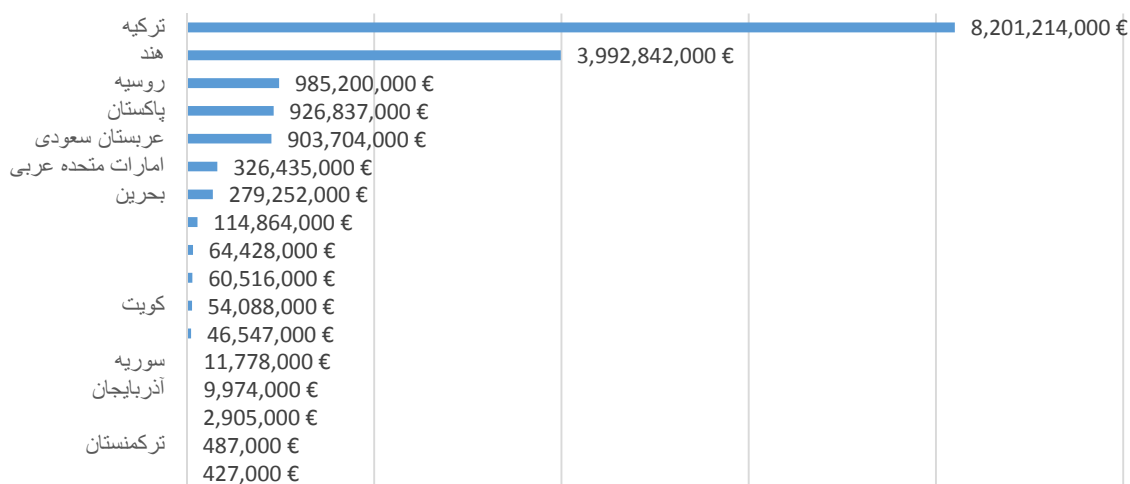 ترکیه 8,201,214,000 €
هند 3,992,842,000 €
روسیه 985,200,000 €
پاکستان 926,837,000 €
عربستان سعودی 903,704,000 €
امارات متحده عربی 326,435,000 €
بحرین 279,252,000 €
114,864,000 €
64,428,000 €
60,516,000 €
کویت 54,088,000 €
46,547,000 €
سوریه 11,778,000 €
آذربایجان 9,974,000 €
2,905,000 €
ترکمنستان 487,000 €
427,000 €